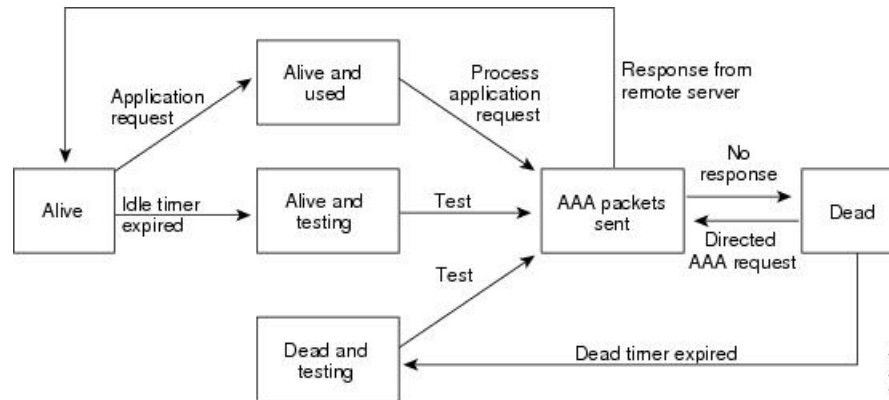 Alive and
used
Process
application
request
Response from
remote server
Application
request
Alive
Idle timer
expired
Alive and
testing
Test
AAA packets
sent
No
response
Dead
Directed
AAA request
Test
Dead and
testing
Dead timer expired